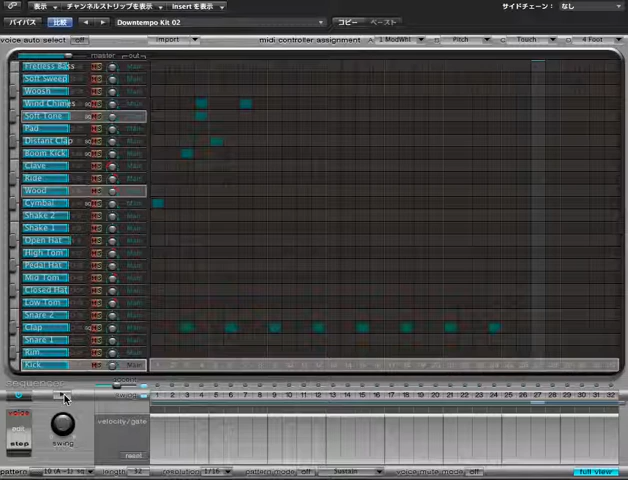 表示 チャンネルストリップを表示 Insert を表示 サイドチェーン： なし
バイパス 比較 Downtempo Kit 02 コピー ペースト
voice auto select off import midi controller assignment A 1 ModWhl B C Touch D 4 Foot
master out
Fretless Bass
Soft Sweep
Woosh
Wind Chimes
Soft Tone
Pad
Distant Clap
Boom Kick
Clave
Ride
Wood
Cymbal
Shake 2
Shake 1
Open Hat
High Tom
Pedal Hat
Mid Tom
Closed Hat
Low Tom
Snare 2
Clap
Snare 1
Rim
Kick
sequencer accent
swing 1 2 3 4 5 6 7 8 9 10 11 12 13 14 15 16 17 18 19 20 21 22 23 24 25 26 27 28 29 30 31 32
voice
edit
step
swing
velocity/gate
reset
pattern 10 (A -1) sq length 32 resolution 1/16 pattern mode off Sustain voice mute mode off full view